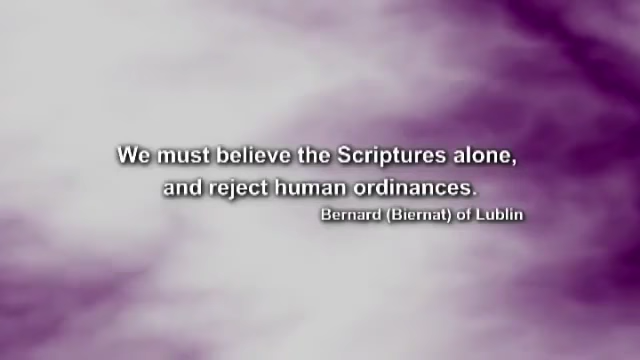 We must believe the Scriptures alone,
and reject human ordinances.
Bernard (Biernat) of Lublin